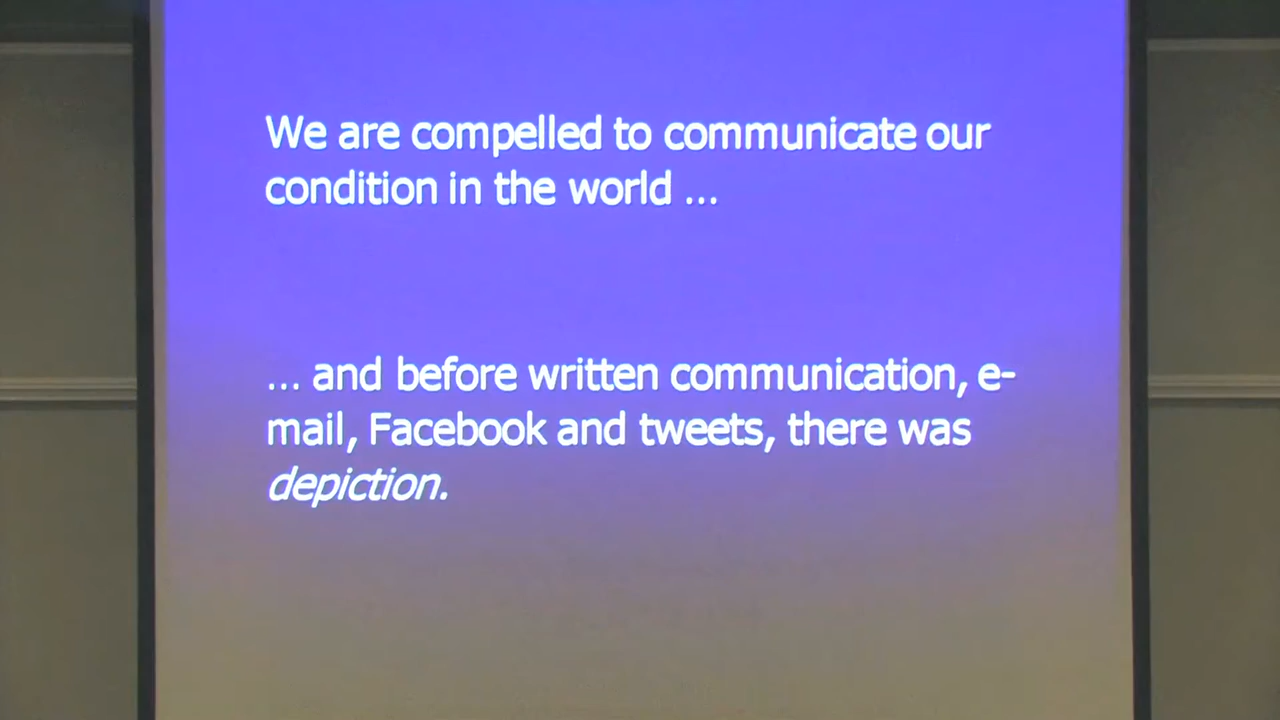 We are compelled to communicate our
condition in the world ...
... and before written communication, e-
mail, Facebook and tweets, there was
depiction.